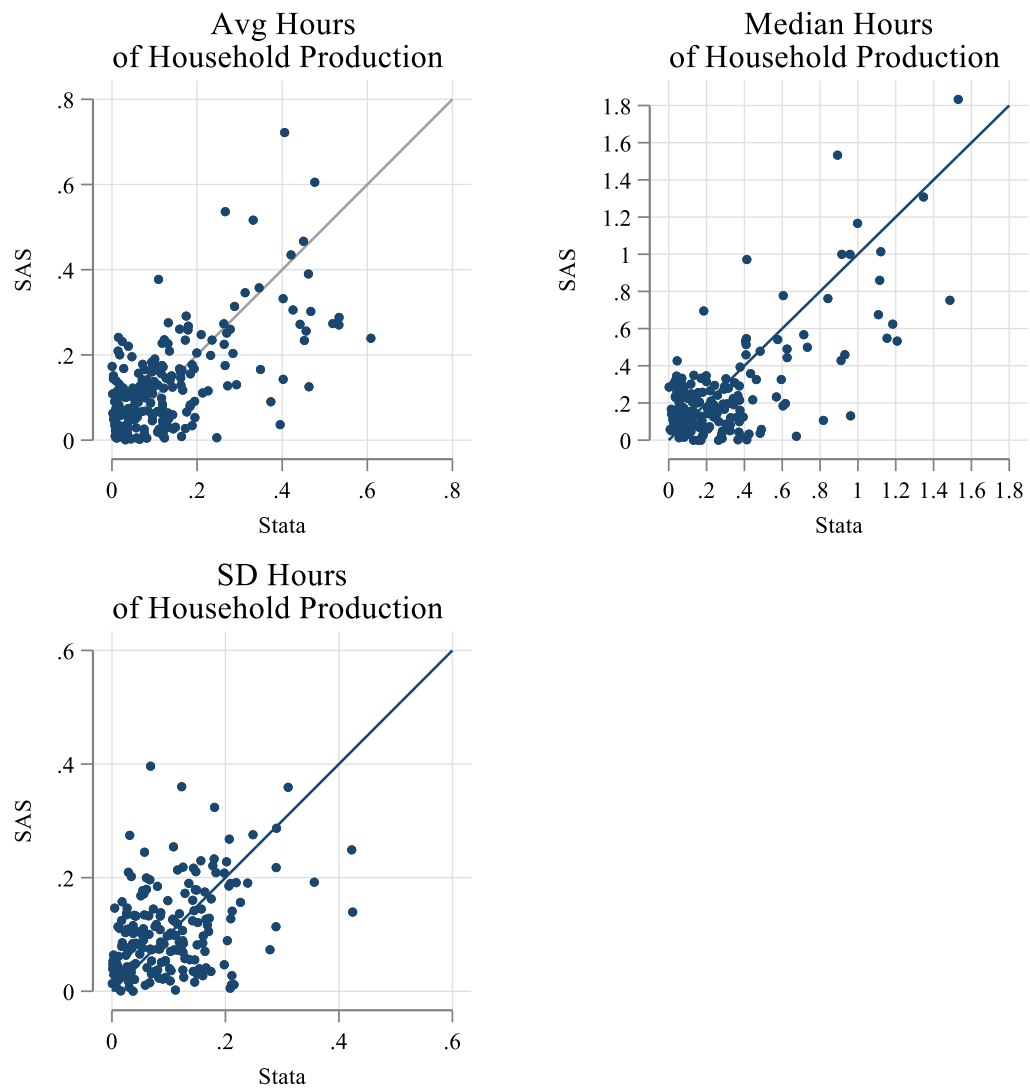 Avg Hours
of Household Production
.8
.6
.4
.2
0
SAS
0 .2 .4 .6 .8
Stata
Median Hours
of Household Production
1.8
1.6
1.4
1.2
1
.8
.6
.4
.2
0
SAS
0 .2 .4 .6 .8 1 1.2 1.4 1.6 1.8
Stata
SD Hours
of Household Production
.6
.4
.2
0
SAS
0 .2 .4 .6
Stata